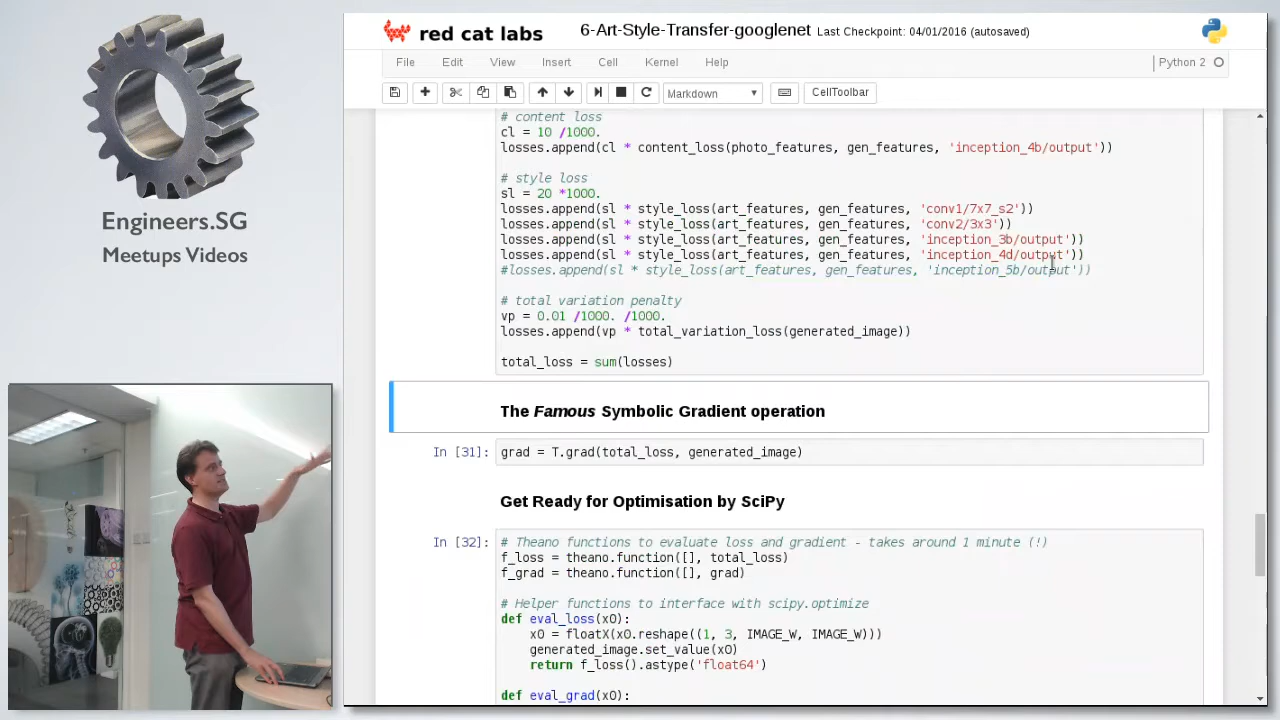 Engineers.SG
Meetups Videos
red cat labs
6-Art-Style-Transfer-googlenet Last Checkpoint: 04/01/2016 (autosaved)
File Edit View Insert Cell Kernel Help
Python 2
Markdown
CellToolbar
# content loss
cl = 10 /1000.
losses.append(cl * content_loss(photo_features, gen_features, 'inception_4b/output'))
# style loss
sl = 20 *1000.
losses.append(sl * style_loss(art_features, gen_features, 'conv1/7x7_s2'))
losses.append(sl * style_loss(art_features, gen_features, 'conv2/3x3'))
losses.append(sl * style_loss(art_features, gen_features, 'inception_3b/output'))
losses.append(sl * style_loss(art_features, gen_features, 'inception_4d/output'))
#losses.append(sl * style_loss(art_features, gen_features, 'inception_5b/output'))
# total variation penalty
vp = 0.01 /1000. /1000.
losses.append(vp * total_variation_loss(generated_image))
total_loss = sum(losses)
The Famous Symbolic Gradient operation
In [31]: grad = T.grad(total_loss, generated_image)
Get Ready for Optimisation by SciPy
In [32]: # Theano functions to evaluate loss and gradient - takes around 1 minute (!)
f_loss = theano.function([], total_loss)
f_grad = theano.function([], grad)
# Helper functions to interface with scipy.optimize
def eval_loss(x0):
x0 = floatX(x0.reshape((1, 3, IMAGE_W, IMAGE_W)))
generated_image.set_value(x0)
return f_loss().astype('float64')
def eval_grad(x0):